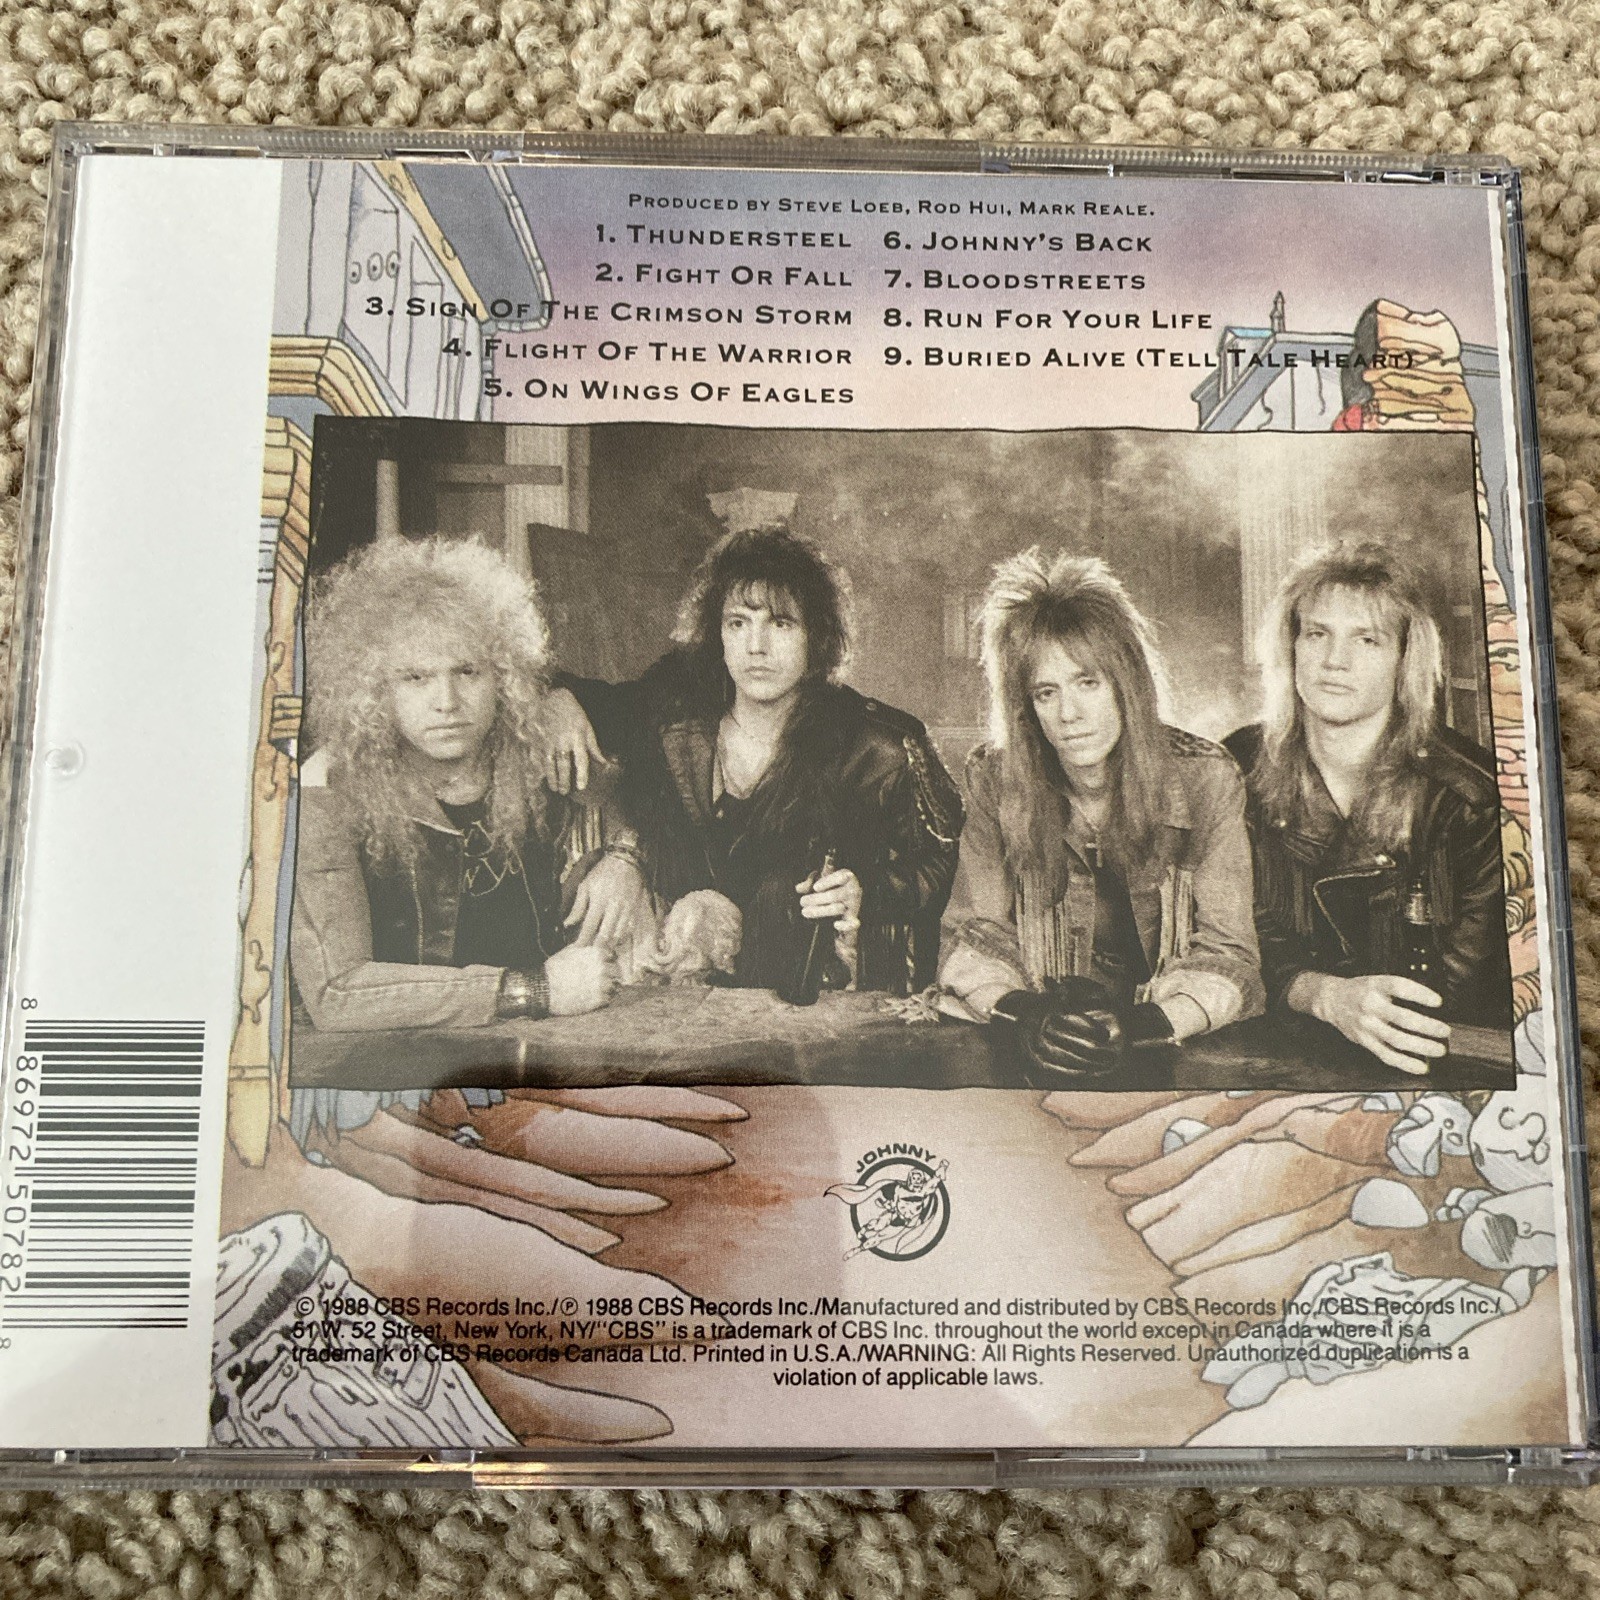 PRODUCED BY STEVE LOEB, ROD HUI, MARK REALE.
1. THUNDERSTEEL
2. FIGHT OR FALL
3. SIGN OF THE CRIMSON STORM
4. FLIGHT OF THE WARRIOR
5. ON WINGS OF EAGLES
6. JOHNNY'S BACK
7. BLOODSTREETS
8. RUN FOR YOUR LIFE
9. BURIED ALIVE (TELL TALE HEART)
JOHNNY
© 1988 CBS Records Inc./℗ 1988 CBS Records Inc./Manufactured and distributed by CBS Records Inc./CBS Records Inc./
51 W. 52 Street, New York, NY/"CBS" is a trademark of CBS Inc. throughout the world except in Canada where it is a
trademark of CBS Records Canada Ltd. Printed in U.S.A./WARNING: All Rights Reserved. Unauthorized duplication is a
violation of applicable laws.
8 86972 50782 8